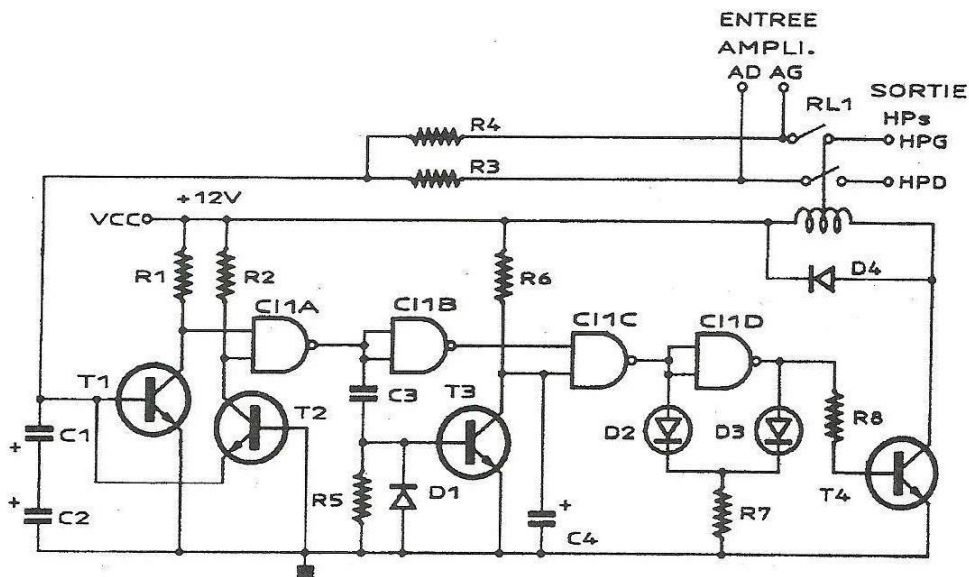 ENTREE
AMPLI.
AD AG
RL1
SORTIE
HPs
HPG
HPD
R4
R3
+12V
VCC
R1
R2
R6
D4
CI1A
CI1B
CI1C
CI1D
T1
T2
C3
T3
D2
D3
R8
+
C1
+
C2
R5
D1
+
C4
R7
T4